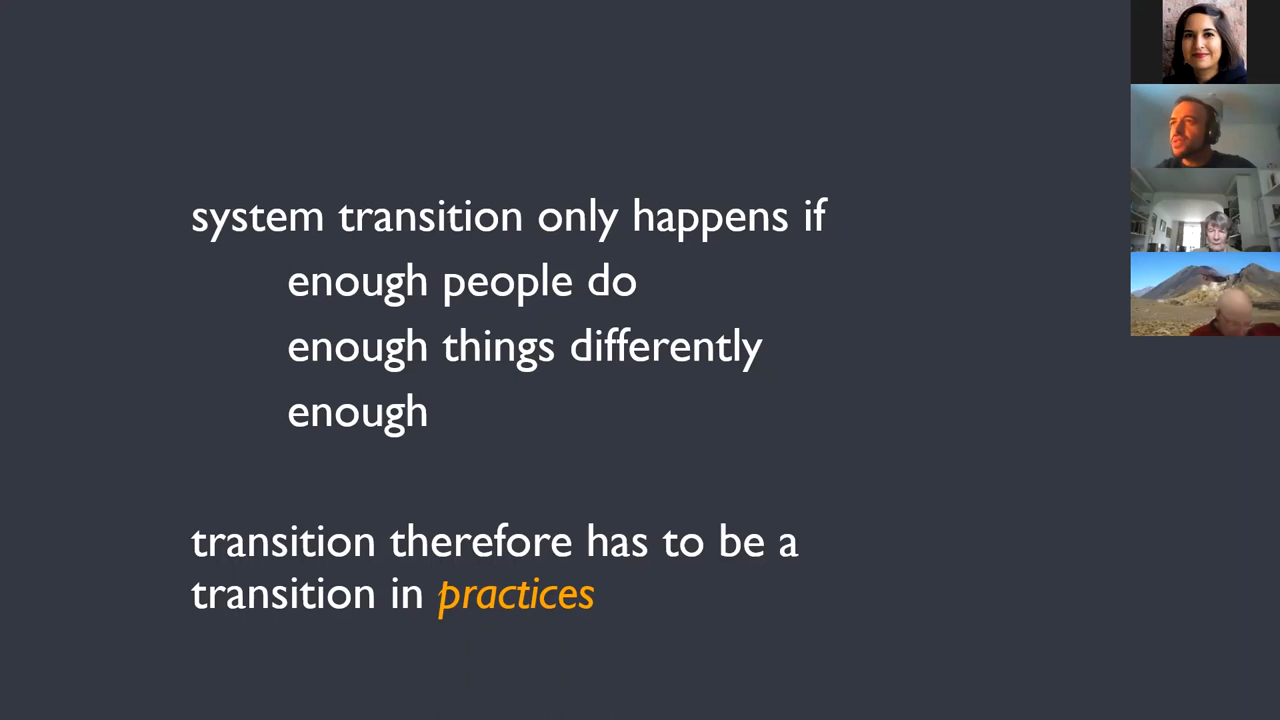 system transition only happens if
enough people do
enough things differently
enough
transition therefore has to be a
transition in practices